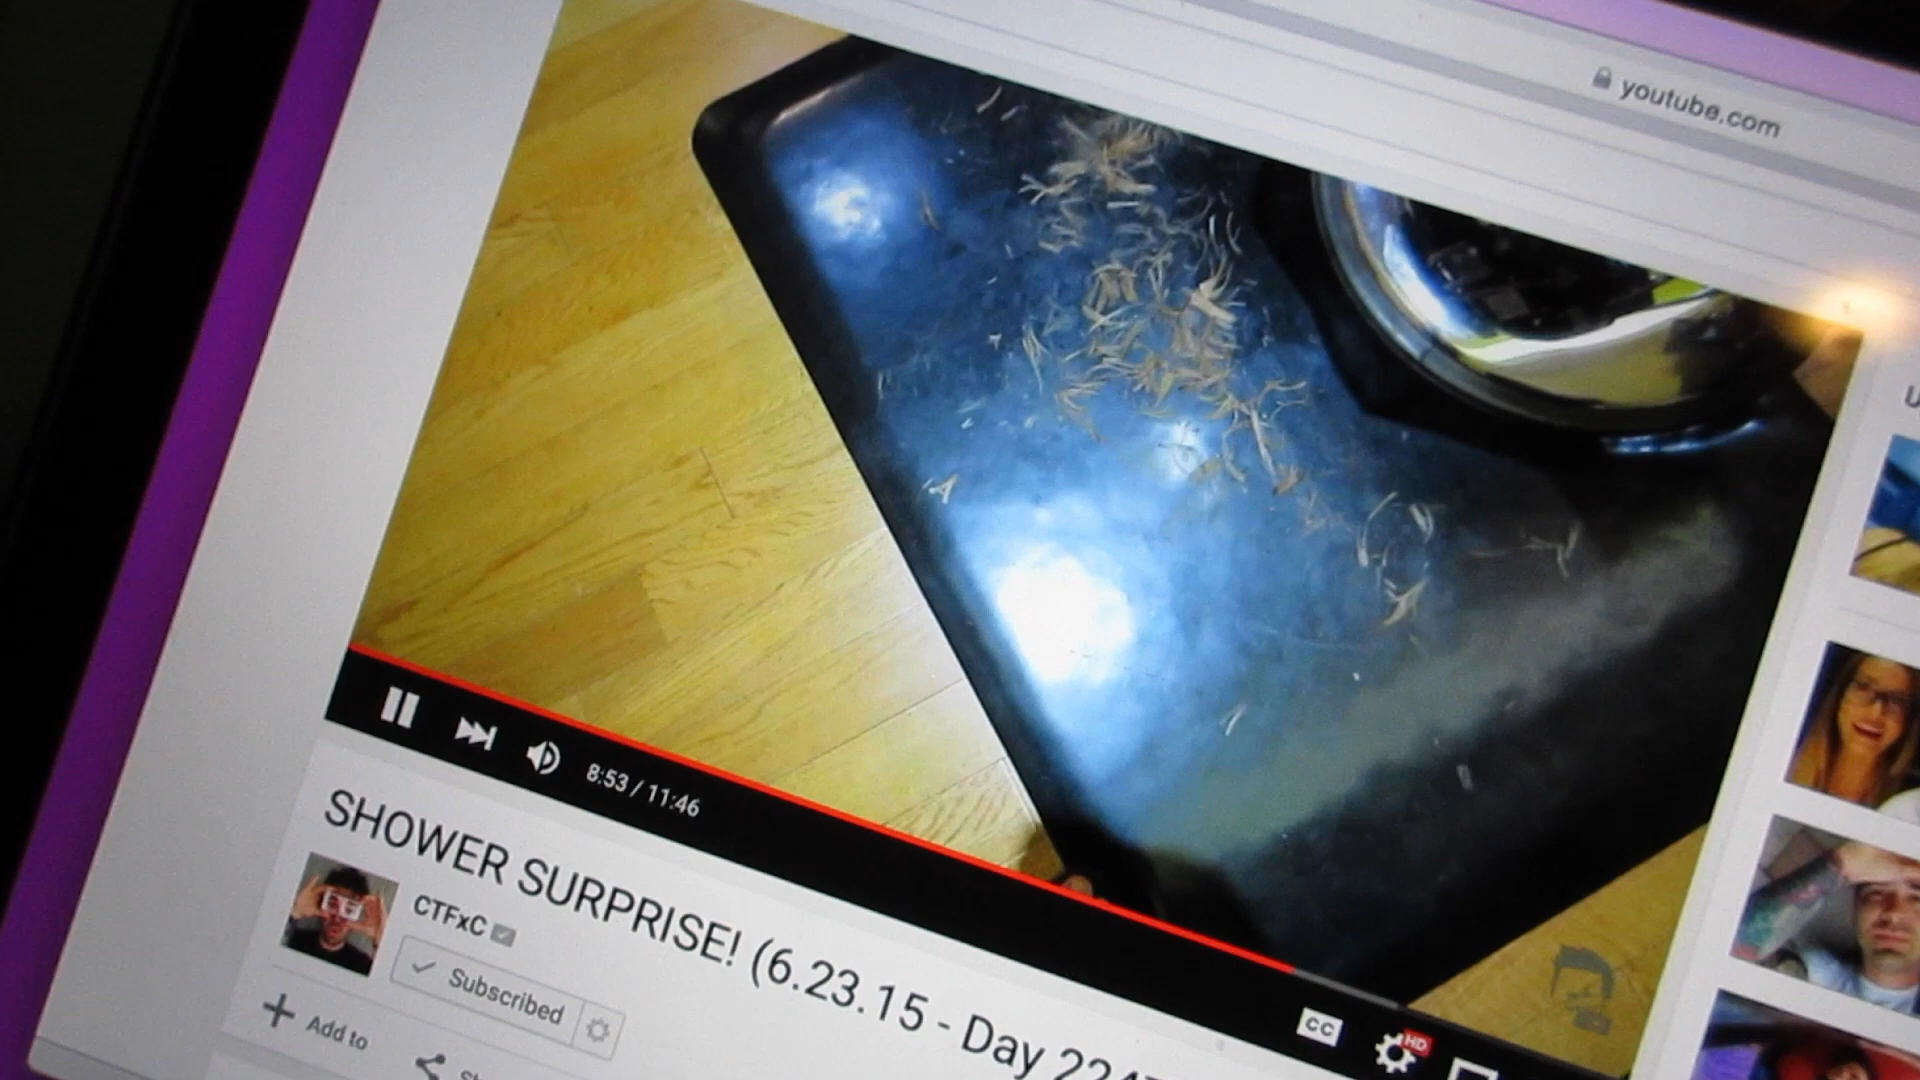 youtube.com
8:53 / 11:46
CC
HD
SHOWER SURPRISE! (6.23.15 - Day
CTFxC
Subscribed
Add to